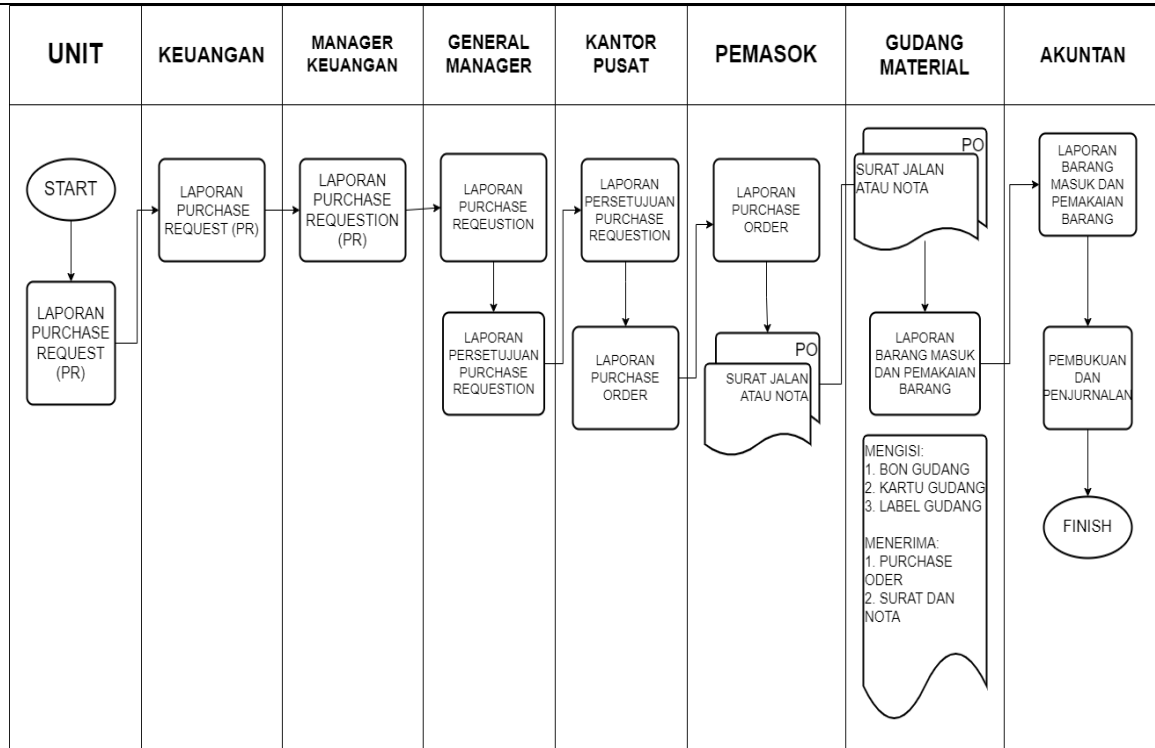 UNIT
KEUANGAN
MANAGER
KEUANGAN
GENERAL
MANAGER
KANTOR
PUSAT
PEMASOK
GUDANG
MATERIAL
AKUNTAN
START
LAPORAN
PURCHASE
REQUEST
(PR)
LAPORAN
PURCHASE
REQUEST (PR)
LAPORAN
PURCHASE
REQUESTION
(PR)
LAPORAN
PURCHASE
REQEUSTION
LAPORAN
PERSETUJUAN
PURCHASE
REQUESTION
LAPORAN
PERSETUJUAN
PURCHASE
REQUESTION
LAPORAN
PURCHASE
ORDER
LAPORAN
PURCHASE
ORDER
PO
SURAT JALAN
ATAU NOTA
PO
SURAT JALAN
ATAU NOTA
LAPORAN
BARANG MASUK
DAN PEMAKAIAN
BARANG
MENGISI:
1. BON GUDANG
2. KARTU GUDANG
3. LABEL GUDANG
MENERIMA:
1. PURCHASE
ODER
2. SURAT DAN
NOTA
LAPORAN
BARANG
MASUK DAN
PEMAKAIAN
BARANG
PEMBUKUAN
DAN
PENJURNALAN
FINISH